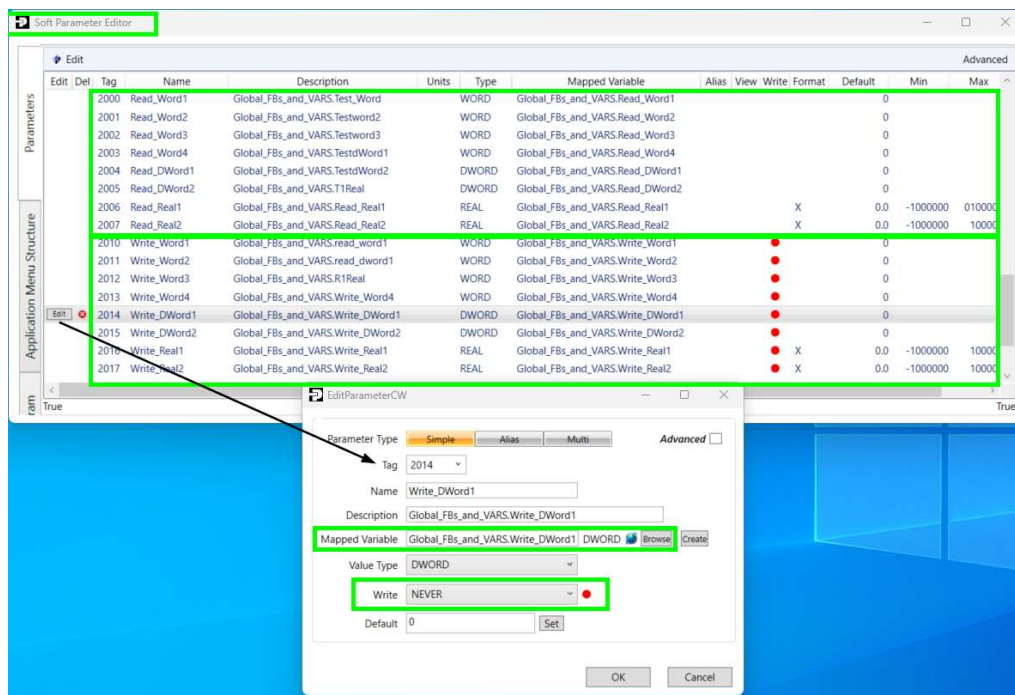 Soft Parameter Editor
Edit
Advanced
Edit Del Tag Name Description Units Type Mapped Variable Alias View Write Format Default Min Max
2000 Read_Word1 Global_FBs_and_VARS.Test_Word WORD Global_FBs_and_VARS.Read_Word1 0
2001 Read_Word2 Global_FBs_and_VARS.Testword2 WORD Global_FBs_and_VARS.Read_Word2 0
2002 Read_Word3 Global_FBs_and_VARS.Testword3 WORD Global_FBs_and_VARS.Read_Word3 0
2003 Read_Word4 Global_FBs_and_VARS.TestdWord1 WORD Global_FBs_and_VARS.Read_Word4 0
2004 Read_DWord1 Global_FBs_and_VARS.TestdWord2 DWORD Global_FBs_and_VARS.Read_DWord1 0
2005 Read_DWord2 Global_FBs_and_VARS.T1Real DWORD Global_FBs_and_VARS.Read_DWord2 0
2006 Read_Real1 Global_FBs_and_VARS.Read_Real1 REAL Global_FBs_and_VARS.Read_Real1 X 0.0 -1000000 010000
2007 Read_Real2 Global_FBs_and_VARS.Read_Real2 REAL Global_FBs_and_VARS.Read_Real2 X 0.0 -1000000 10000
2010 Write_Word1 Global_FBs_and_VARS.read_word1 WORD Global_FBs_and_VARS.Write_Word1 0
2011 Write_Word2 Global_FBs_and_VARS.read_dword1 WORD Global_FBs_and_VARS.Write_Word2 0
2012 Write_Word3 Global_FBs_and_VARS.R1Real WORD Global_FBs_and_VARS.Write_Word3 0
2013 Write_Word4 Global_FBs_and_VARS.Write_Word4 WORD Global_FBs_and_VARS.Write_Word4 0
Edit 2014 Write_DWord1 Global_FBs_and_VARS.Write_DWord1 DWORD Global_FBs_and_VARS.Write_DWord1 0
2015 Write_DWord2 Global_FBs_and_VARS.Write_DWord2 DWORD Global_FBs_and_VARS.Write_DWord2 0
2016 Write_Real1 Global_FBs_and_VARS.Write_Real1 REAL Global_FBs_and_VARS.Write_Real1 X 0.0 -1000000 10000
2017 Write_Real2 Global_FBs_and_VARS.Write_Real2 REAL Global_FBs_and_VARS.Write_Real2 X 0.0 -1000000 10000
Parameters
Application Menu Structure
ram
True
True
EditParameterCW
Parameter Type Simple Alias Multi Advanced
Tag 2014
Name Write_DWord1
Description Global_FBs_and_VARS.Write_DWord1
Mapped Variable Global_FBs_and_VARS.Write_DWord1 DWORD Browse Create
Value Type DWORD
Write NEVER
Default 0 Set
OK Cancel